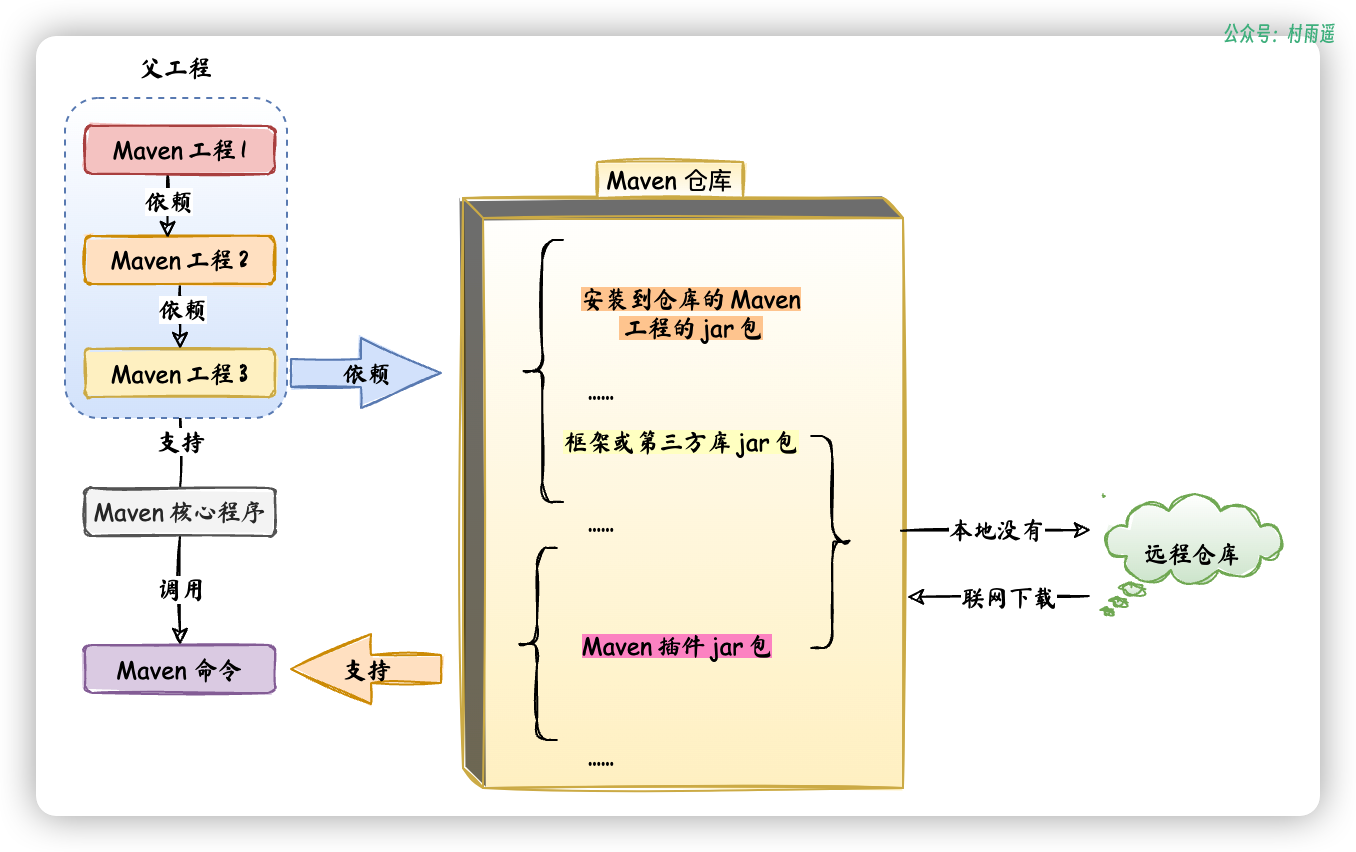 公众号：村雨遥
父工程
Maven 工程1
依赖
Maven 工程2
依赖
Maven 工程3
依赖
支持
Maven 核心程序
调用
Maven 命令
支持
Maven 仓库
安装到仓库的 Maven
工程的 jar 包
......
框架或第三方库 jar 包
......
Maven 插件 jar 包
......
本地没有
联网下载
远程仓库